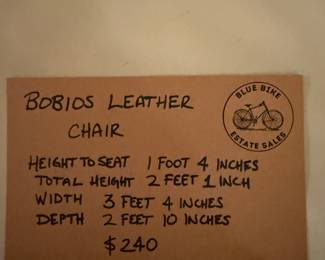 BOBIOS LEATHER
CHAIR
BLUE BIKE
ESTATE SALES
HEIGHT TO SEAT 1 FOOT 4 INCHES
TOTAL HEIGHT 2 FEET 1 INCH
WIDTH 3 FEET 4 INCHES
DEPTH 2 FEET 10 INCHES
$240